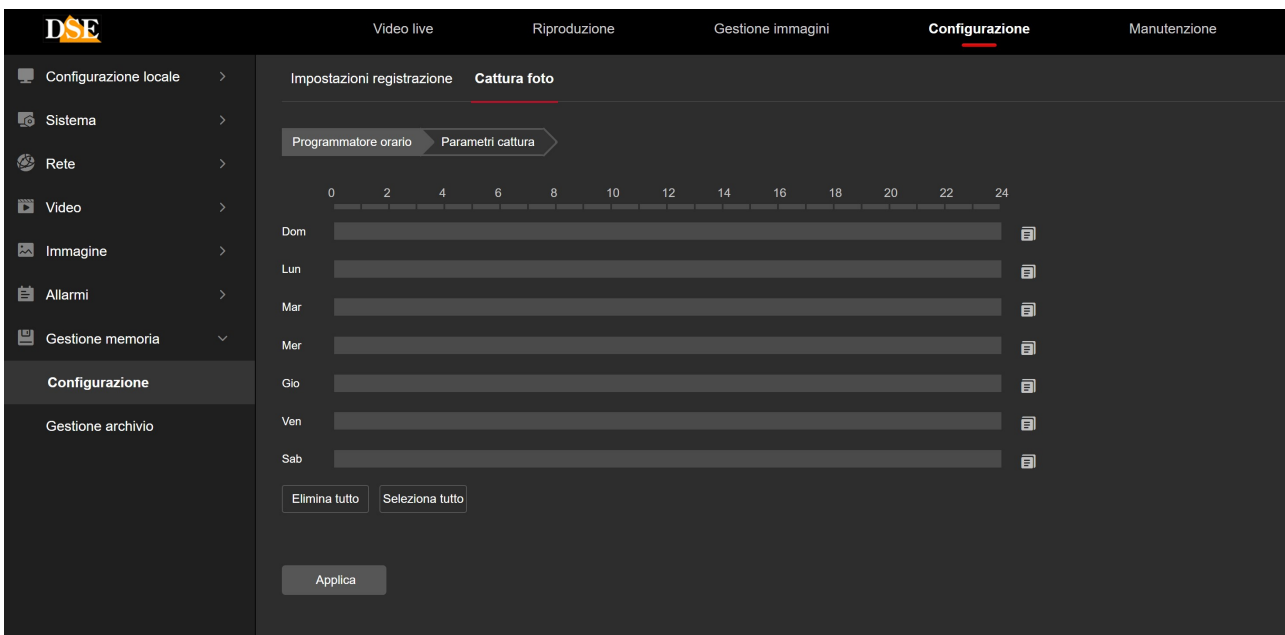 DSE Video live Riproduzione Gestione immagini Configurazione Manutenzione
Configurazione locale
Sistema
Rete
Video
Immagine
Allarmi
Gestione memoria
Configurazione
Gestione archivio
Impostazioni registrazione Cattura foto
Programmatore orario Parametri cattura
0 2 4 6 8 10 12 14 16 18 20 22 24
Dom
Lun
Mar
Mer
Gio
Ven
Sab
Elimina tutto Seleziona tutto
Applica